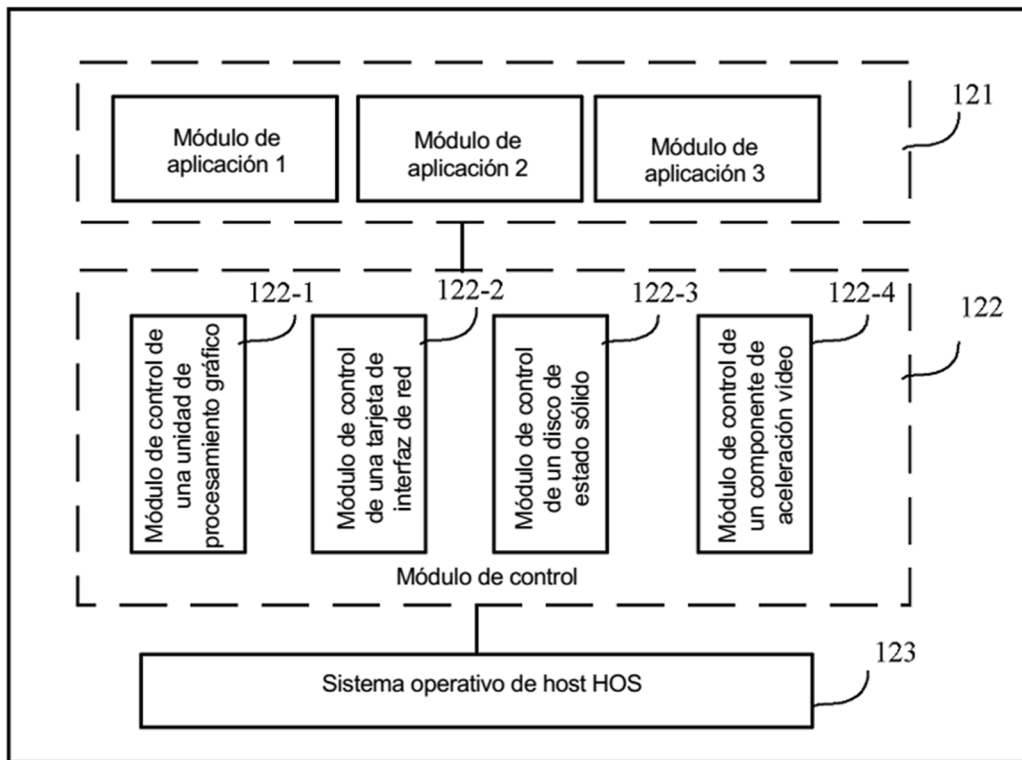 121
Módulo de
aplicación 1
Módulo de
aplicación 2
Módulo de
aplicación 3
122-1
122-2
122-3
122-4
122
Módulo de control de
una unidad de
procesamiento gráfico
Módulo de control
de una tarjeta de
interfaz de red
Módulo de control
de un disco de
estado sólido
Módulo de control de
un componente de
aceleración vídeo
Módulo de control
123
Sistema operativo de host HOS